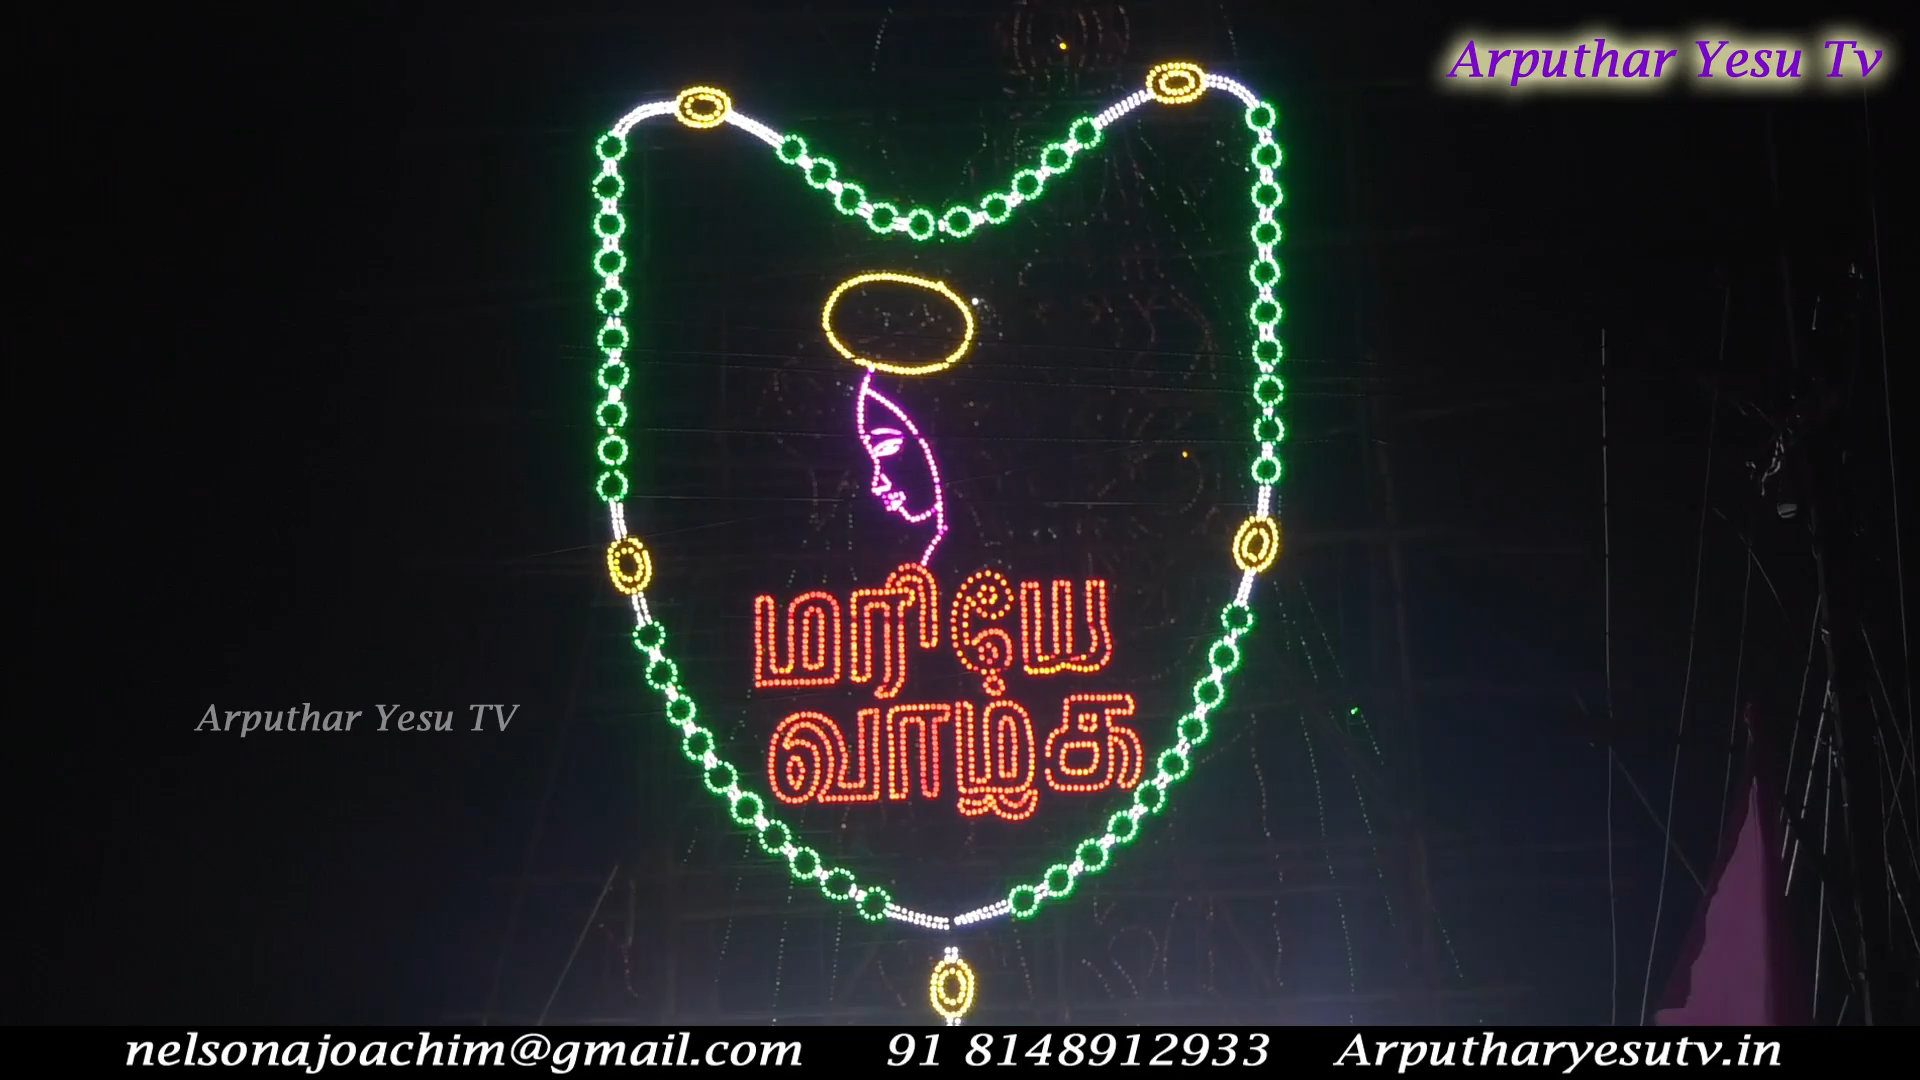 Arputhar Yesu Tv
மரியே
வாழ்க
Arputhar Yesu TV
nelsonajoachim@gmail.com 91 8148912933 Arputharyesutv.in